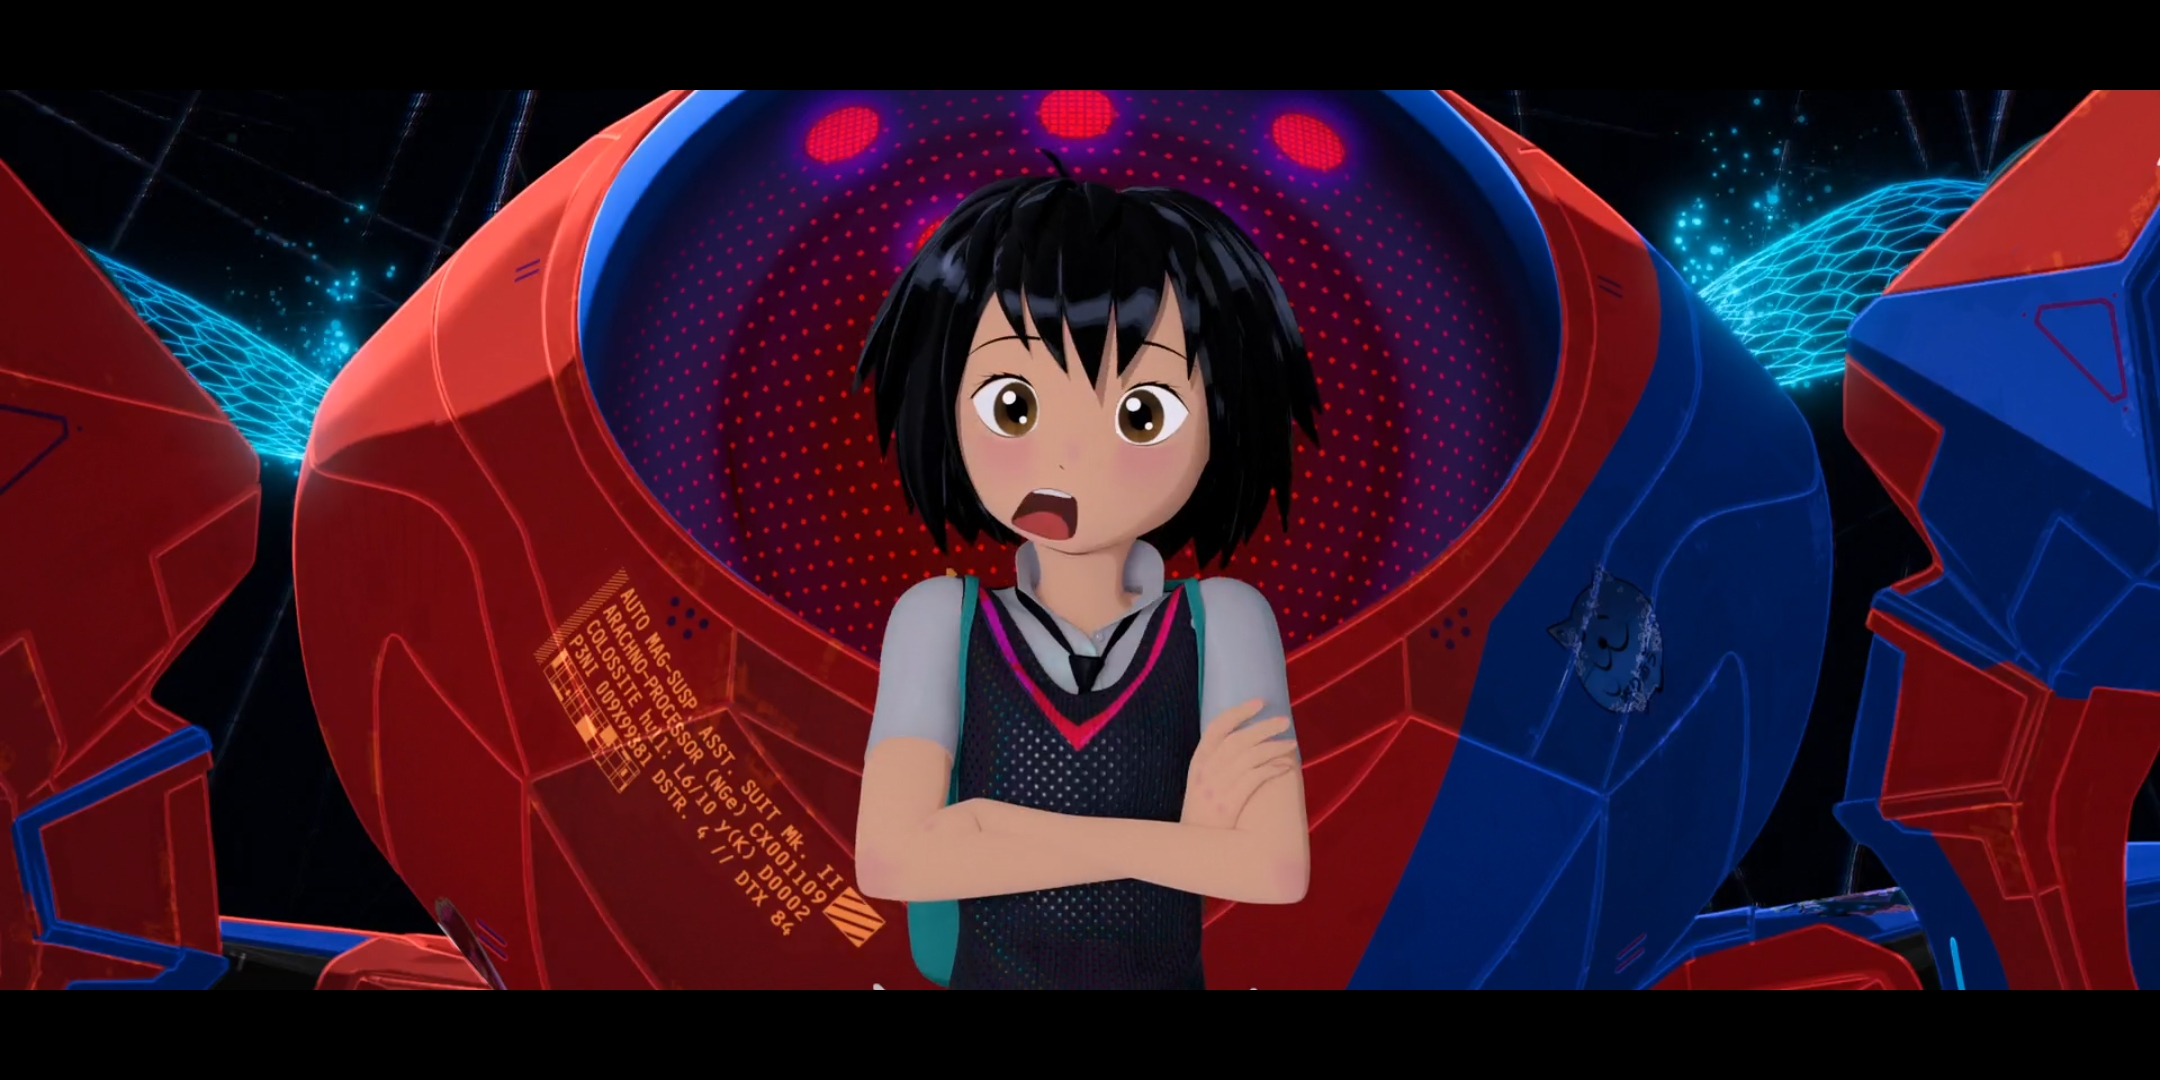 AUTO MAG-SUSP. ASST. SUIT Mk. II
ARACHNO-PROCESSOR (NGe) CX001109
COLOSSITE hull: L6/10 Y(K) D0002
P3NI 009X99381 DSTR. 4 // DTX 84